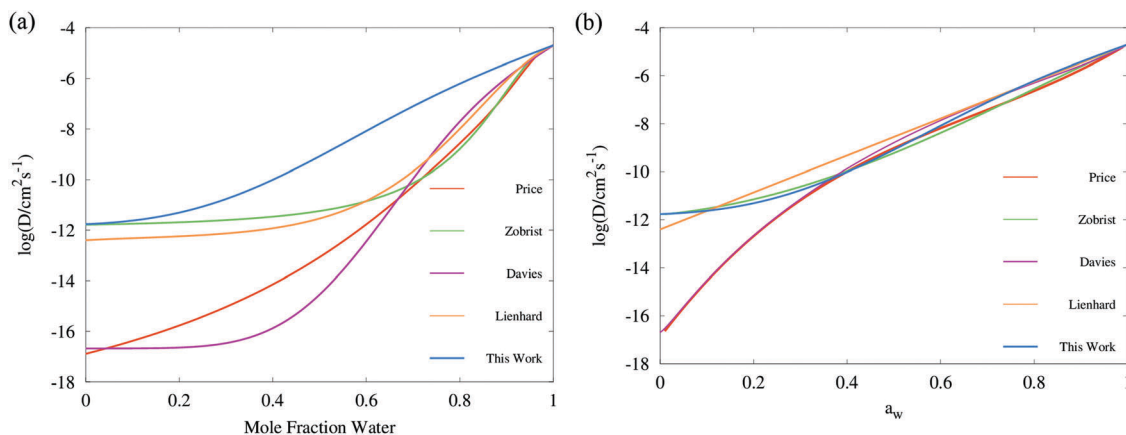 (a)
-4
-6
-8
-10
-12
-14
-16
-18
log(D/cm²s⁻¹)
0
0.2
0.4
0.6
0.8
1
Mole Fraction Water
Price
Zobrist
Davies
Lienhard
This Work
(b)
-4
-6
-8
-10
-12
-14
-16
-18
log(D/cm²s⁻¹)
0
0.2
0.4
0.6
0.8
1
a_w
Price
Zobrist
Davies
Lienhard
This Work